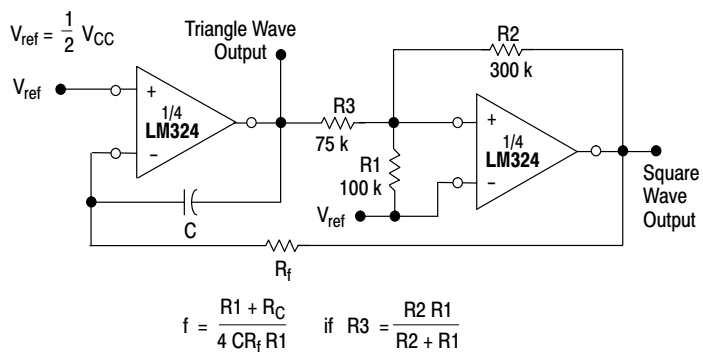 V_ref = 1/2 V_CC
Triangle Wave
Output
R2
300 k
V_ref
+
1/4
LM324
−
R3
75 k
+
1/4
LM324
−
R1
100 k
V_ref
Square
Wave
Output
C
R_f
f = (R1 + R_C) / (4 CR_f R1) if R3 = (R2 R1) / (R2 + R1)